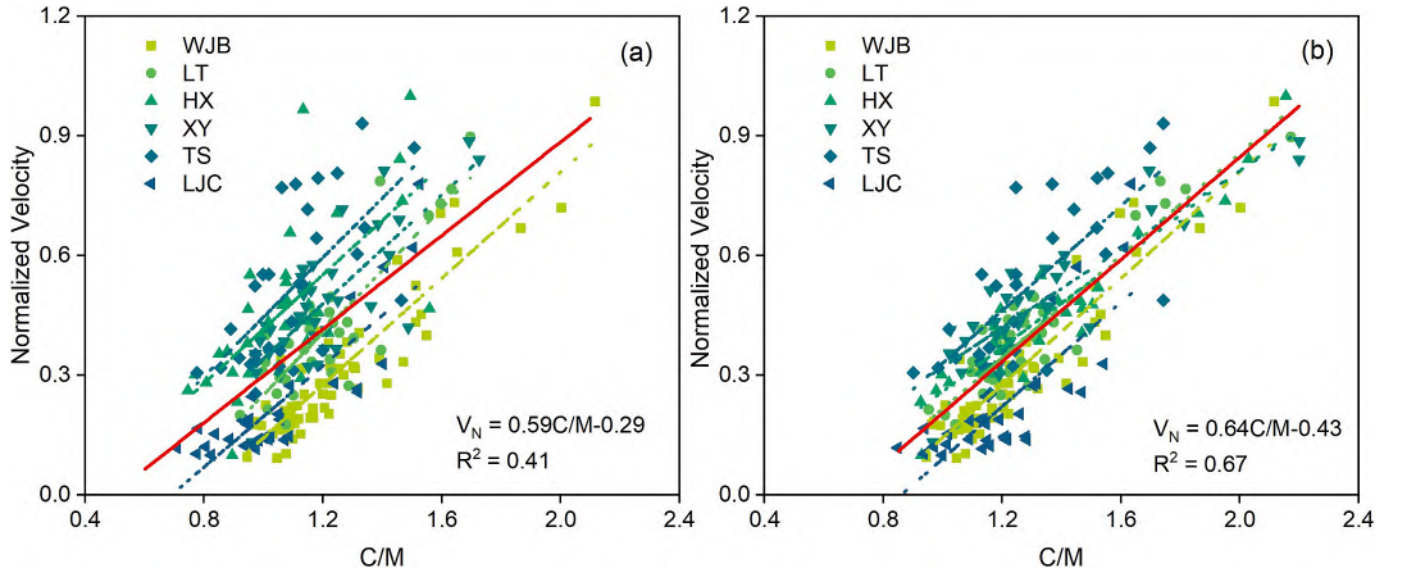 1.2
0.9
0.6
0.3
0.0
Normalized Velocity
WJB
LT
HX
XY
TS
LJC
(a)
V_N = 0.59C/M-0.29
R² = 0.41
0.4
0.8
1.2
1.6
2.0
2.4
C/M
1.2
0.9
0.6
0.3
0.0
Normalized Velocity
WJB
LT
HX
XY
TS
LJC
(b)
V_N = 0.64C/M-0.43
R² = 0.67
0.4
0.8
1.2
1.6
2.0
2.4
C/M